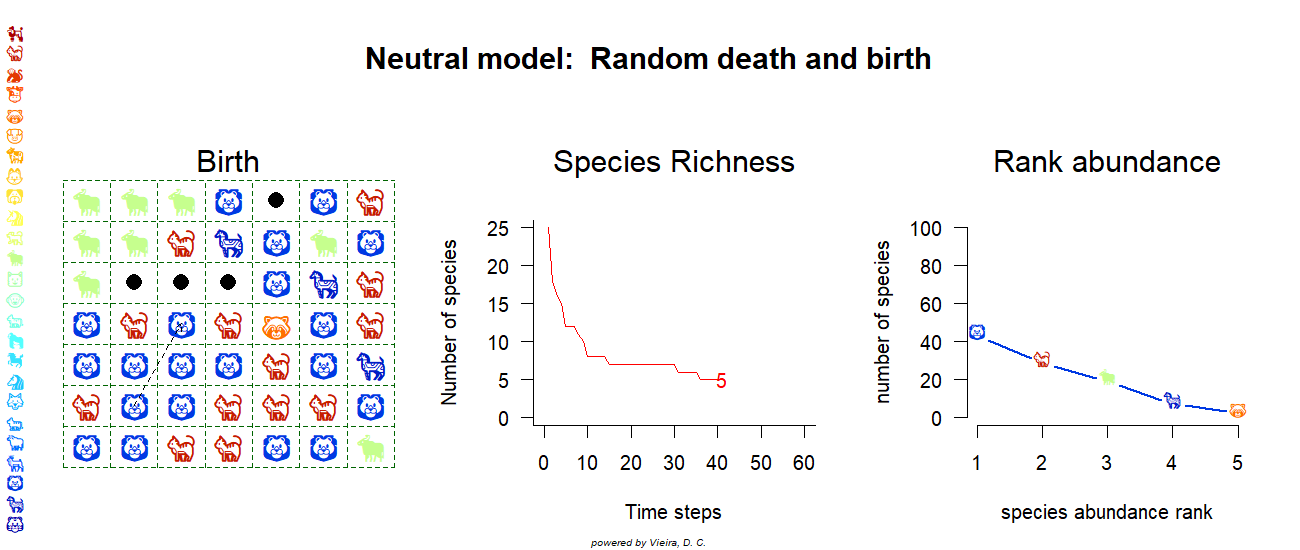 Neutral model:  Random death and birth
Birth
Species Richness
Rank abundance
Number of species
25
20
15
10
5
0
5
0 10 20 30 40 50 60
Time steps
number of species
100
80
60
40
20
0
1 2 3 4 5
species abundance rank
powered by Vieira, D. C.